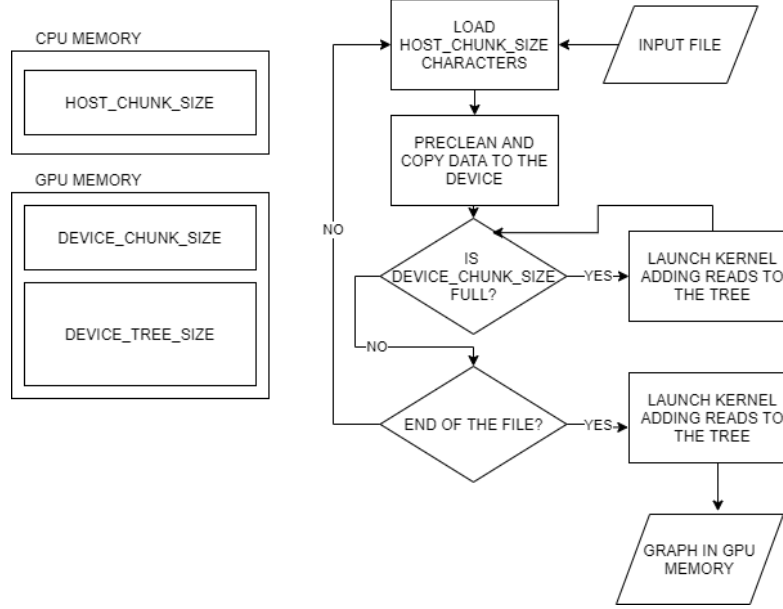 CPU MEMORY
HOST_CHUNK_SIZE
GPU MEMORY
DEVICE_CHUNK_SIZE
DEVICE_TREE_SIZE
LOAD
HOST_CHUNK_SIZE
CHARACTERS
INPUT FILE
PRECLEAN AND
COPY DATA TO THE
DEVICE
NO
IS
DEVICE_CHUNK_SIZE
FULL?
YES
LAUNCH KERNEL
ADDING READS TO
THE TREE
NO
END OF THE FILE?
YES
LAUNCH KERNEL
ADDING READS TO
THE TREE
GRAPH IN GPU
MEMORY